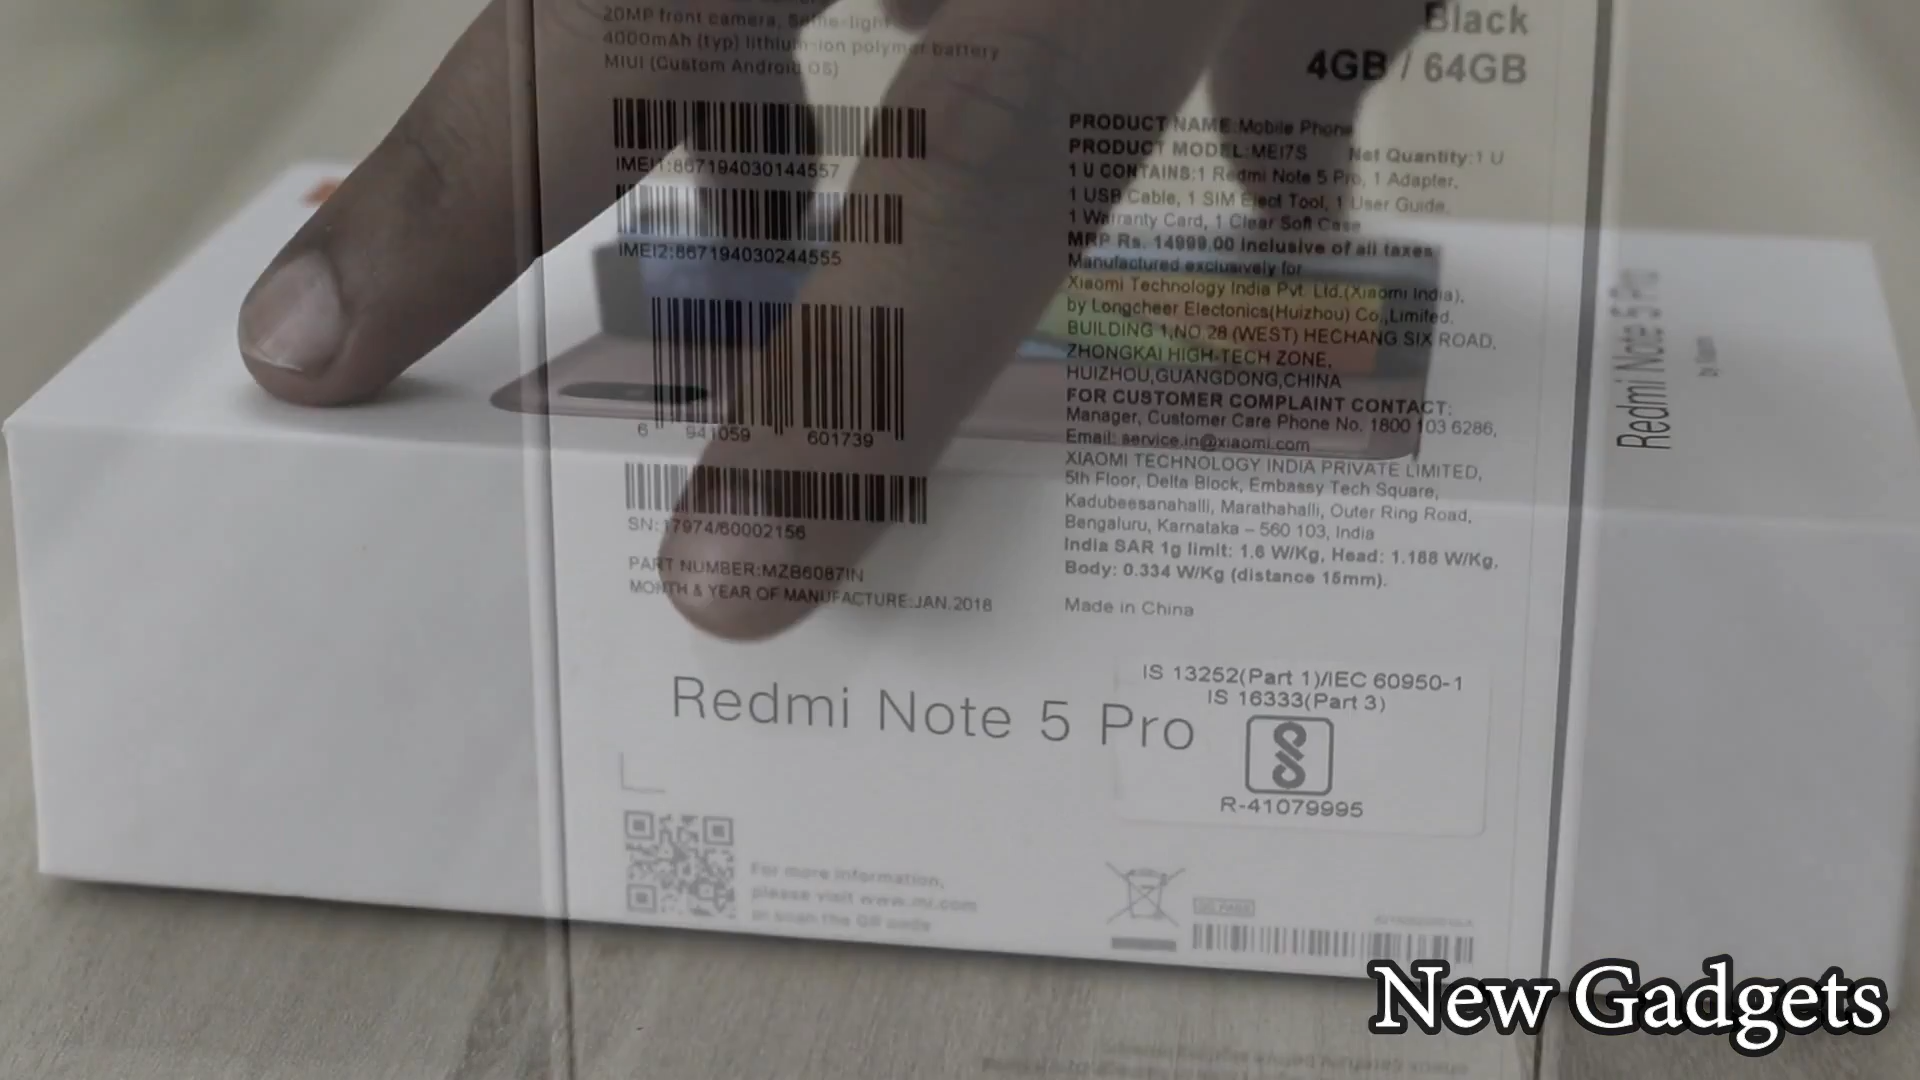 20MP front camera, Selfie-light
4000mAh (typ) lithium-ion polymer battery
MIUI (Custom Android OS)
IMEI1:867194030144557
IMEI2:867194030244555
6 941059 601739
SN:17974/60002156
PART NUMBER:MZB6087IN
MONTH & YEAR OF MANUFACTURE:JAN.2018
Black
4GB / 64GB
PRODUCT NAME:Mobile Phone
PRODUCT MODEL:MEI7S Net Quantity:1 U
1 U CONTAINS:1 Redmi Note 5 Pro, 1 Adapter,
1 USB Cable, 1 SIM Eject Tool, 1 User Guide,
1 Warranty Card, 1 Clear Soft Case
MRP Rs. 14999.00 inclusive of all taxes
Manufactured exclusively for
Xiaomi Technology India Pvt. Ltd.(Xiaomi India),
by Longcheer Electonics(Huizhou) Co.,Limited.
BUILDING 1,NO 28 (WEST) HECHANG SIX ROAD,
ZHONGKAI HIGH-TECH ZONE,
HUIZHOU,GUANGDONG,CHINA
FOR CUSTOMER COMPLAINT CONTACT:
Manager, Customer Care Phone No. 1800 103 6286,
Email: service.in@xiaomi.com
XIAOMI TECHNOLOGY INDIA PRIVATE LIMITED,
5th Floor, Delta Block, Embassy Tech Square,
Kadubeesanahalli, Marathahalli, Outer Ring Road,
Bengaluru, Karnataka – 560 103, India
India SAR 1g limit: 1.6 W/Kg, Head: 1.188 W/Kg,
Body: 0.334 W/Kg (distance 15mm).
Made in China
Redmi Note 5 Pro
IS 13252(Part 1)/IEC 60950-1
IS 16333(Part 3)
R-41079995
For more information,
please visit www.mi.com
or scan the QR code
Redmi Note 5 Pro
by Xiaomi
New Gadgets